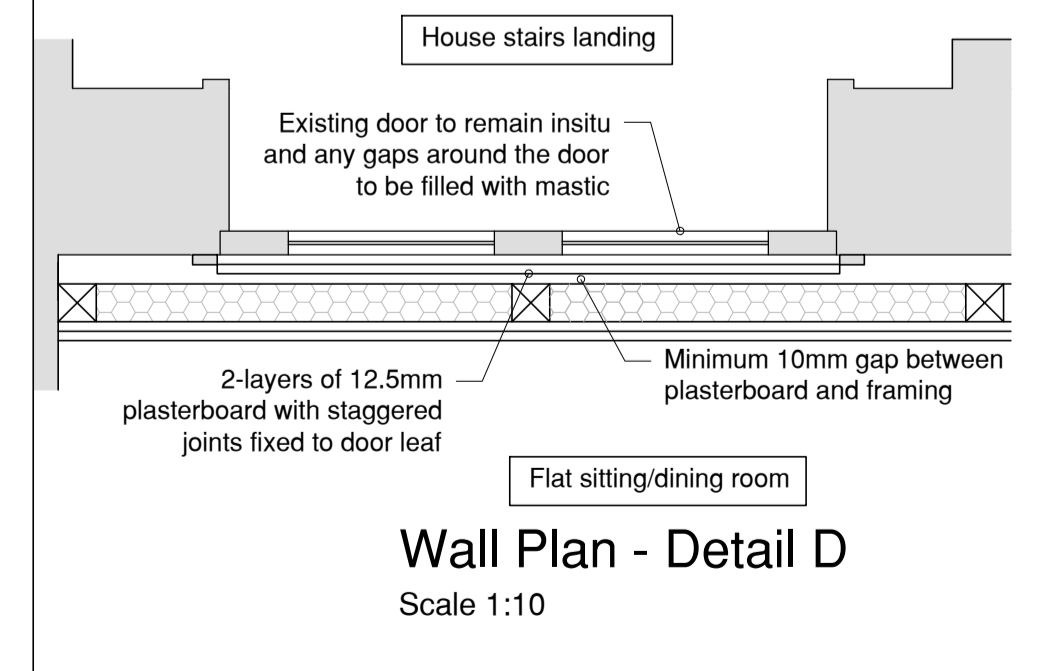 House stairs landing
Existing door to remain insitu
and any gaps around the door
to be filled with mastic
Minimum 10mm gap between
plasterboard and framing
2-layers of 12.5mm
plasterboard with staggered
joints fixed to door leaf
Flat sitting/dining room
Wall Plan - Detail D
Scale 1:10